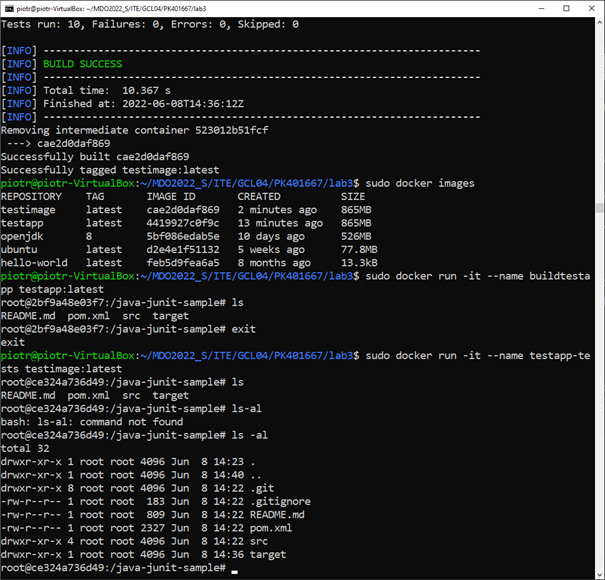 piotr@piotr-VirtualBox: ~/MDO2022_S/ITE/GCL04/PK401667/lab3
Tests run: 10, Failures: 0, Errors: 0, Skipped: 0
[INFO] ------------------------------------------------------------------------
[INFO] BUILD SUCCESS
[INFO] ------------------------------------------------------------------------
[INFO] Total time:  10.367 s
[INFO] Finished at: 2022-06-08T14:36:12Z
[INFO] ------------------------------------------------------------------------
Removing intermediate container 523012b51fcf
 ---> cae2d0daf869
Successfully built cae2d0daf869
Successfully tagged testimage:latest
piotr@piotr-VirtualBox:~/MDO2022_S/ITE/GCL04/PK401667/lab3$ sudo docker images
REPOSITORY    TAG       IMAGE ID       CREATED          SIZE
testimage     latest    cae2d0daf869   2 minutes ago    865MB
testapp       latest    4419927c0f9c   13 minutes ago   865MB
openjdk       8         5bf086edab5e   10 days ago      526MB
ubuntu        latest    d2e4e1f51132   5 weeks ago      77.8MB
hello-world   latest    feb5d9fea6a5   8 months ago     13.3kB
piotr@piotr-VirtualBox:~/MDO2022_S/ITE/GCL04/PK401667/lab3$ sudo docker run -it --name buildtesta
pp testapp:latest
root@2bf9a48e03f7:/java-junit-sample# ls
README.md  pom.xml  src  target
root@2bf9a48e03f7:/java-junit-sample# exit
exit
piotr@piotr-VirtualBox:~/MDO2022_S/ITE/GCL04/PK401667/lab3$ sudo docker run -it --name testapp-te
sts testimage:latest
root@ce324a736d49:/java-junit-sample# ls
README.md  pom.xml  src  target
root@ce324a736d49:/java-junit-sample# ls-al
bash: ls-al: command not found
root@ce324a736d49:/java-junit-sample# ls -al
total 32
drwxr-xr-x 1 root root 4096 Jun  8 14:23 .
drwxr-xr-x 1 root root 4096 Jun  8 14:40 ..
drwxr-xr-x 8 root root 4096 Jun  8 14:22 .git
-rw-r--r-- 1 root root  183 Jun  8 14:22 .gitignore
-rw-r--r-- 1 root root  809 Jun  8 14:22 README.md
-rw-r--r-- 1 root root 2327 Jun  8 14:22 pom.xml
drwxr-xr-x 4 root root 4096 Jun  8 14:22 src
drwxr-xr-x 1 root root 4096 Jun  8 14:36 target
root@ce324a736d49:/java-junit-sample#